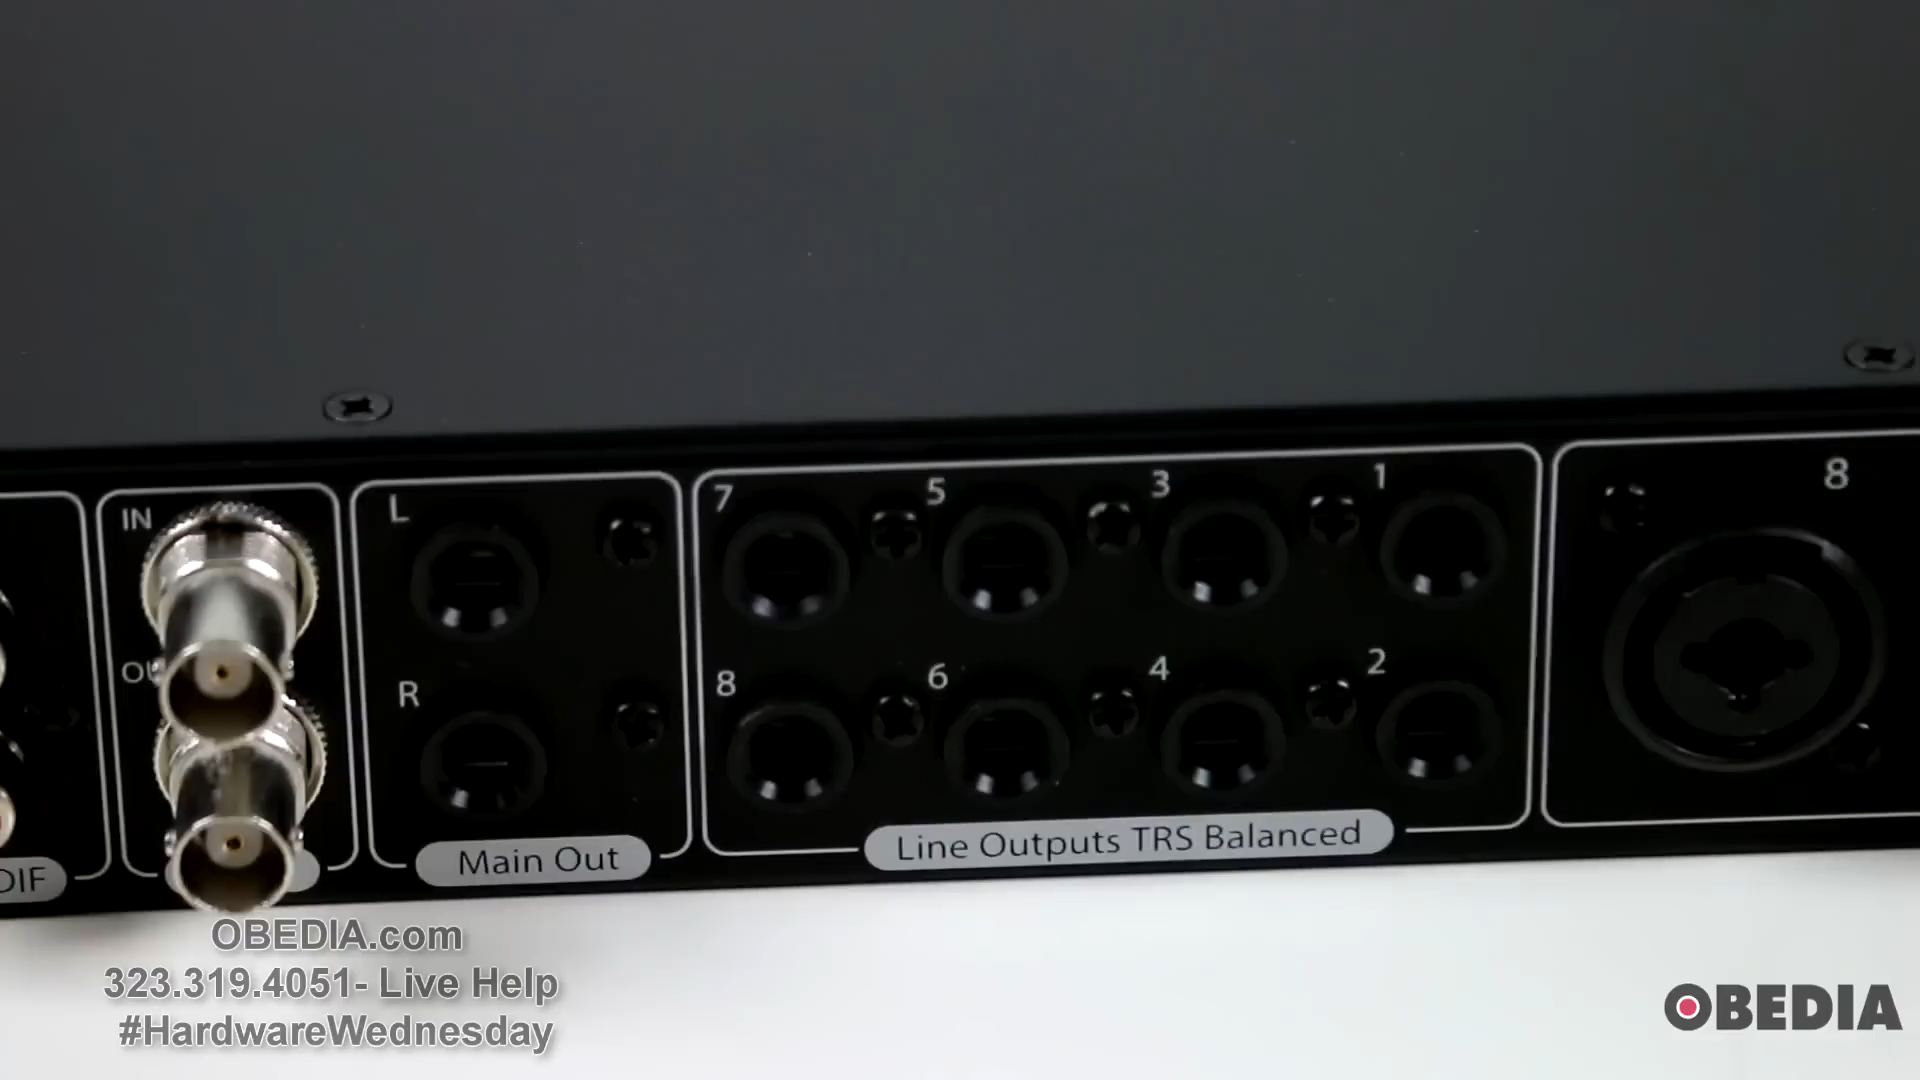 IN
L
7
5
3
1
8
R
8
6
4
2
Main Out
Line Outputs TRS Balanced
OBEDIA.com
323.319.4051- Live Help
#HardwareWednesday
OBEDIA